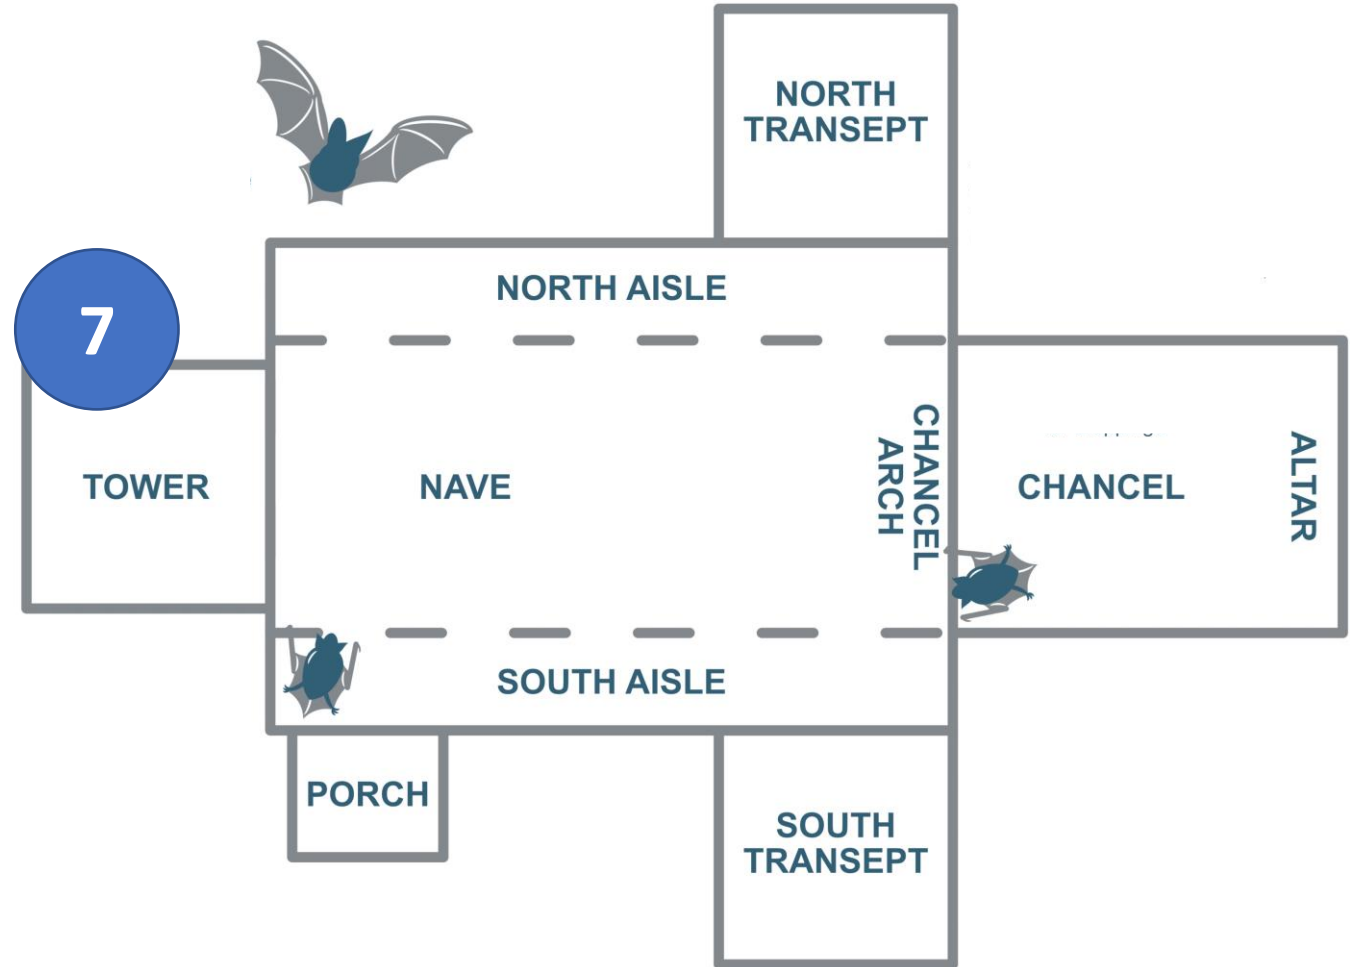 NORTH
TRANSEPT
NORTH AISLE
7
TOWER
NAVE
CHANCEL
ARCH
CHANCEL
ALTAR
SOUTH AISLE
PORCH
SOUTH
TRANSEPT